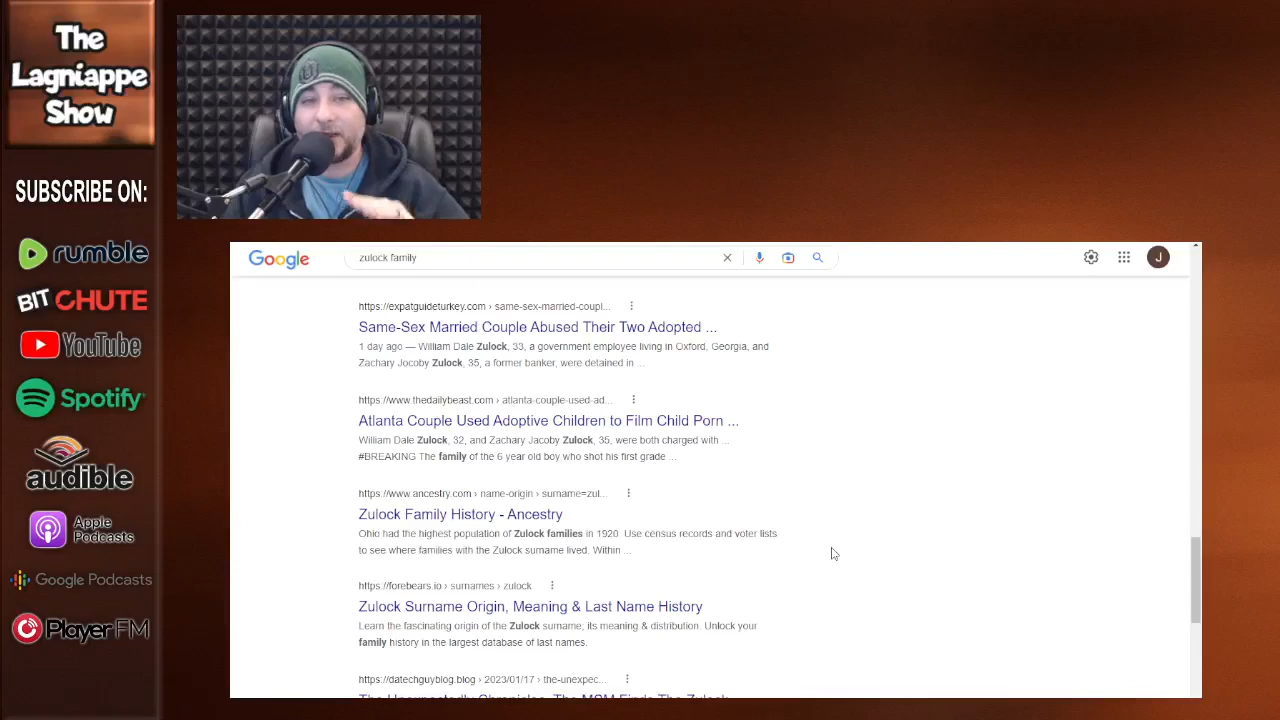 The
Lagniappe
Show
SUBSCRIBE ON:
rumble
BIT CHUTE
YouTube
Spotify
audible
Apple
Podcasts
Google Podcasts
Player FM
Google
zulock family
J
https://expatguideturkey.com › same-sex-married-coupl...
Same-Sex Married Couple Abused Their Two Adopted ...
1 day ago — William Dale Zulock, 33, a government employee living in Oxford, Georgia, and
Zachary Jacoby Zulock, 35, a former banker, were detained in ...
https://www.thedailybeast.com › atlanta-couple-used-ad...
Atlanta Couple Used Adoptive Children to Film Child Porn ...
William Dale Zulock, 32, and Zachary Jacoby Zulock, 35, were both charged with ...
#BREAKING The family of the 6 year old boy who shot his first grade ...
https://www.ancestry.com › name-origin › surname=zul...
Zulock Family History - Ancestry
Ohio had the highest population of Zulock families in 1920. Use census records and voter lists
to see where families with the Zulock surname lived. Within ...
https://forebears.io › surnames › zulock
Zulock Surname Origin, Meaning & Last Name History
Learn the fascinating origin of the Zulock surname, its meaning & distribution. Unlock your
family history in the largest database of last names.
https://datechguyblog.blog › 2023/01/17 › the-unexpec...
The Unexpectedly Chronicles, The MSM Finds The Zulock